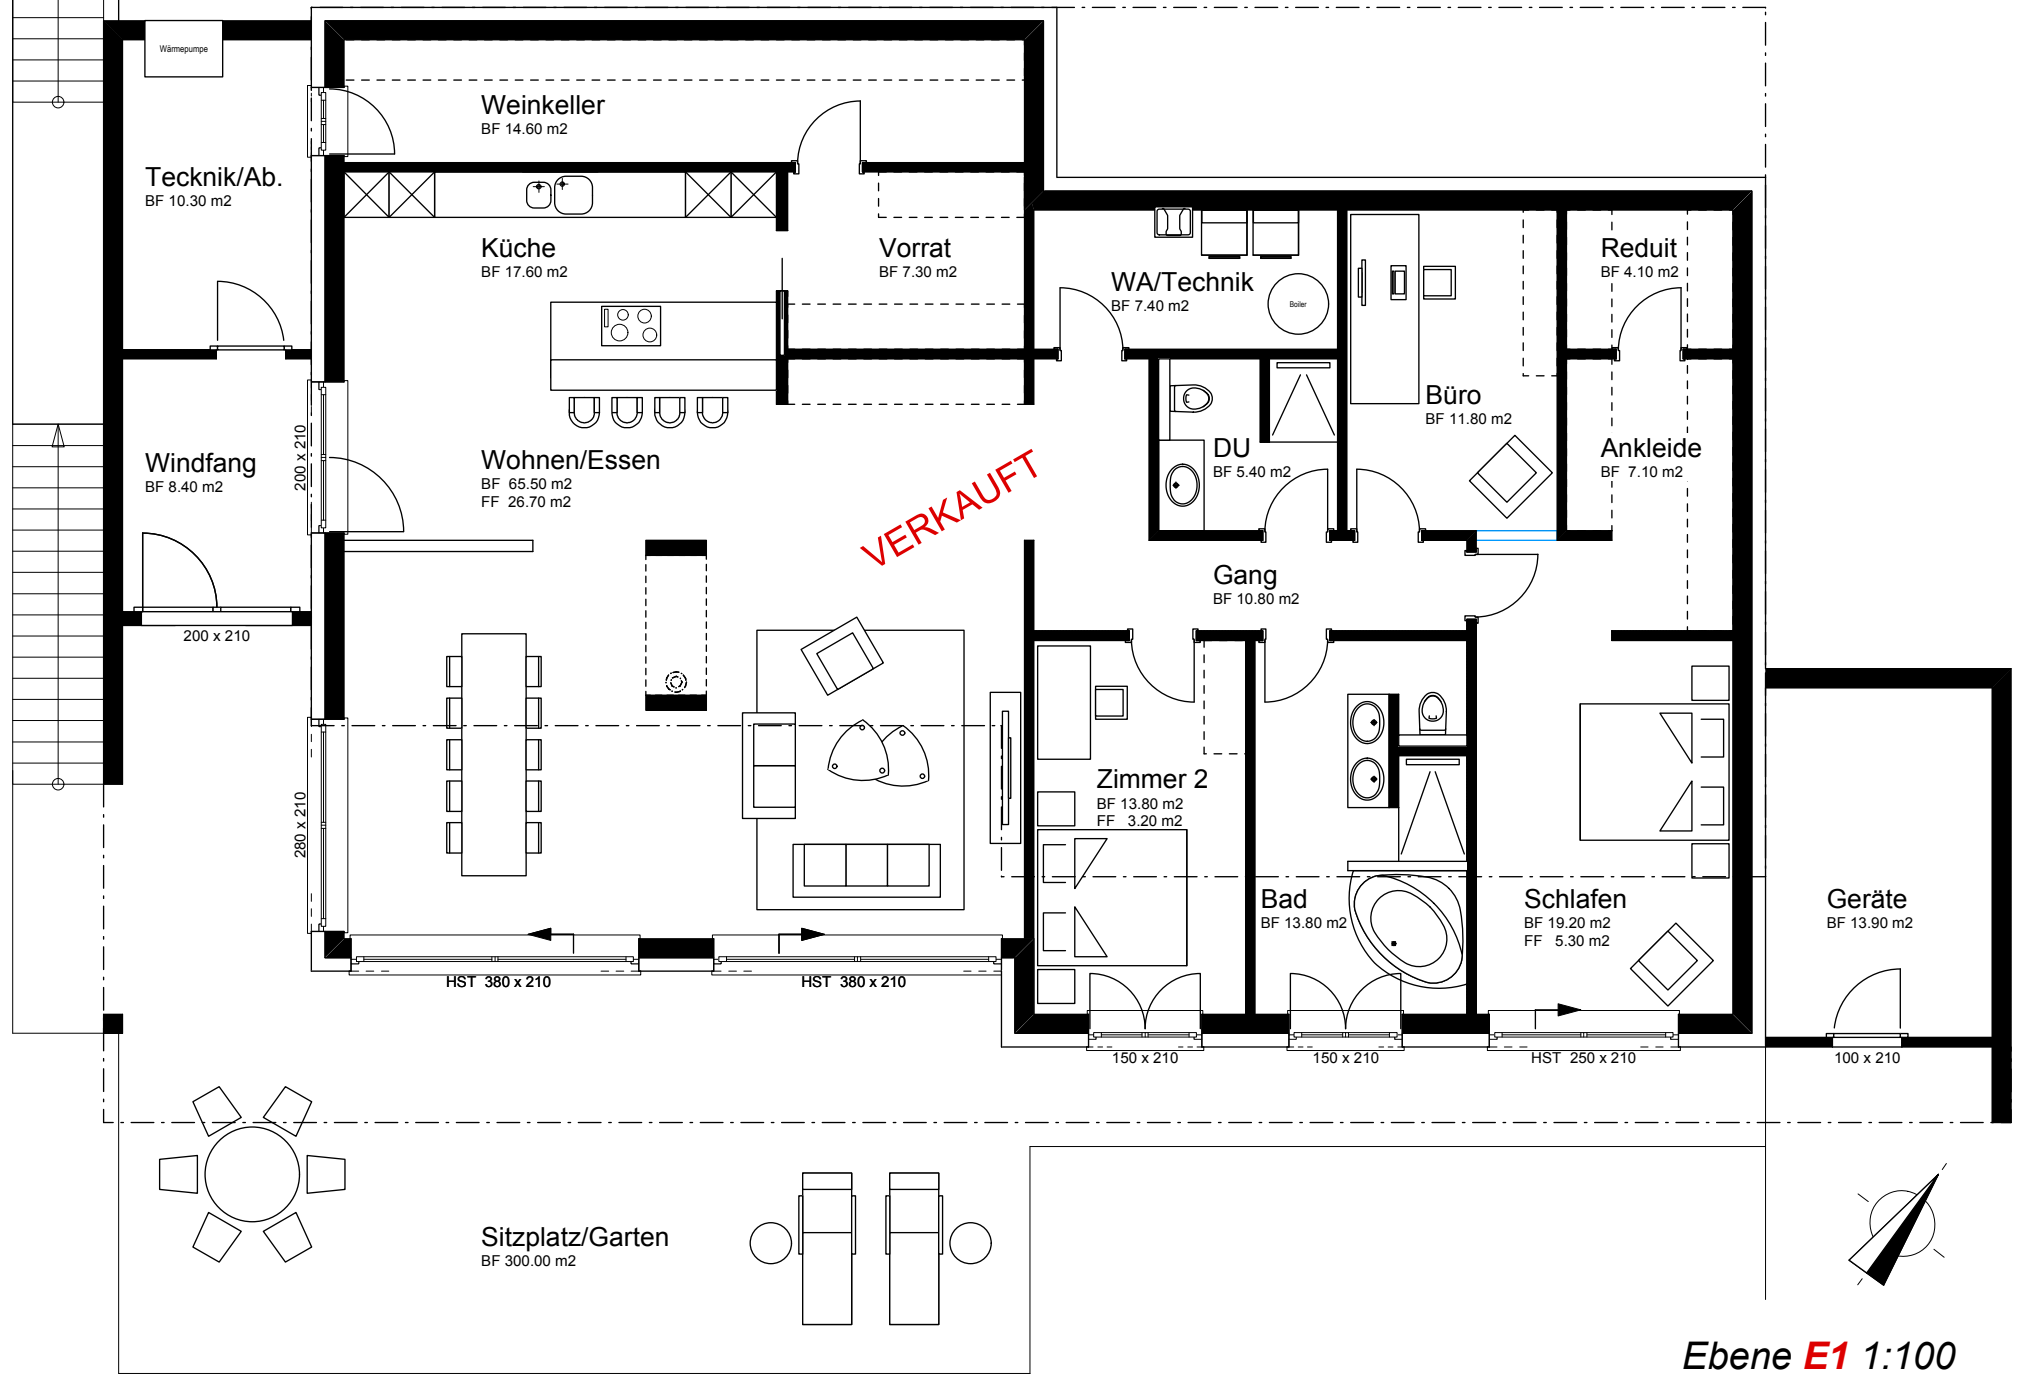 Wärmepumpe
Weinkeller
BF 14.60 m2
Tecknik/Ab.
BF 10.30 m2
Küche
BF 17.60 m2
Vorrat
BF 7.30 m2
WA/Technik
BF 7.40 m2
Boiler
Reduit
BF 4.10 m2
Büro
BF 11.80 m2
Windfang
BF 8.40 m2
200 x 210
Wohnen/Essen
BF 65.50 m2
FF 26.70 m2
VERKAUFT
DU
BF 5.40 m2
Ankleide
BF 7.10 m2
Gang
BF 10.80 m2
200 x 210
280 x 210
Zimmer 2
BF 13.80 m2
FF 3.20 m2
Bad
BF 13.80 m2
Schlafen
BF 19.20 m2
FF 5.30 m2
Geräte
BF 13.90 m2
HST 380 x 210
HST 380 x 210
150 x 210
150 x 210
HST 250 x 210
100 x 210
Sitzplatz/Garten
BF 300.00 m2
Ebene E1 1:100